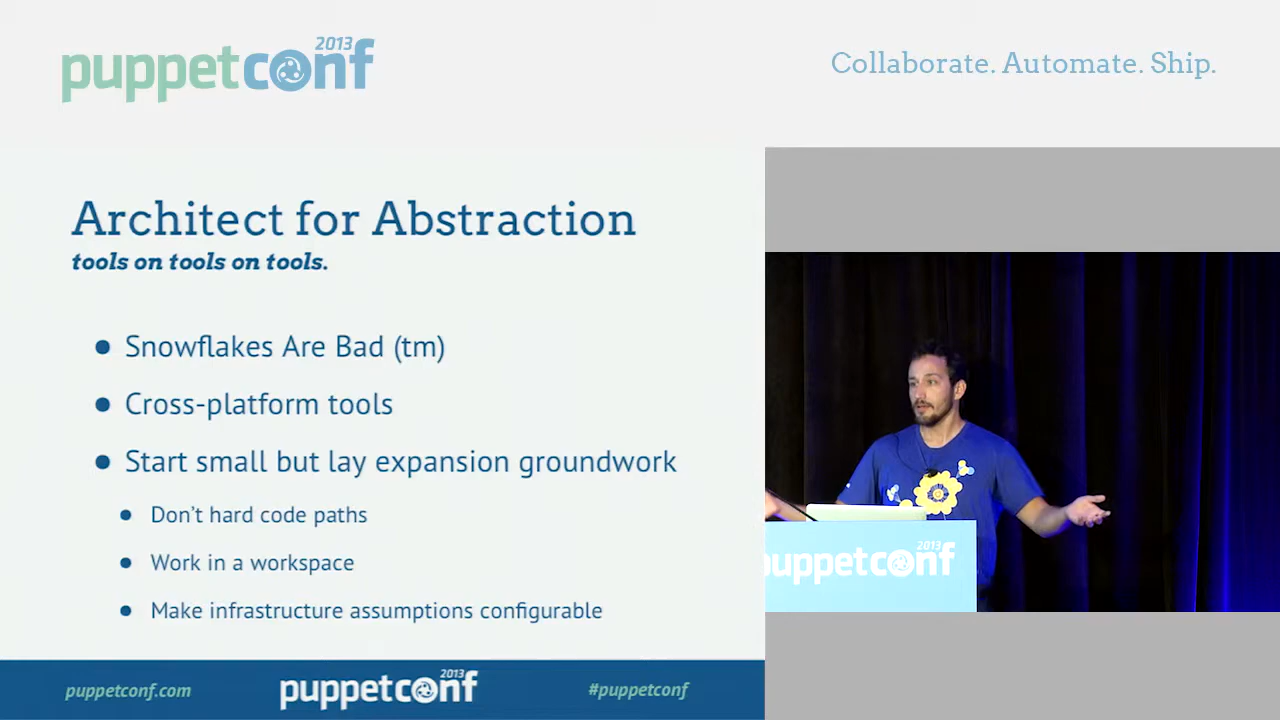 puppetconf 2013
Collaborate. Automate. Ship.
Architect for Abstraction
tools on tools on tools.
Snowflakes Are Bad (tm)
Cross-platform tools
Start small but lay expansion groundwork
Don't hard code paths
Work in a workspace
Make infrastructure assumptions configurable
puppetconf.com
puppetconf 2013
#puppetconf
puppetconf 2013